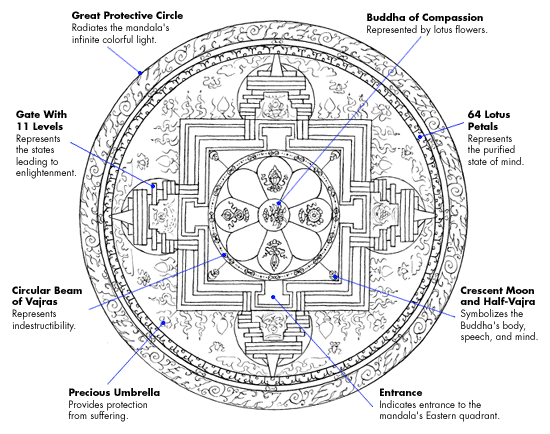 Great Protective Circle
Radiates the mandala's
infinite colorful light.
Buddha of Compassion
Represented by lotus flowers.
Gate With
11 Levels
Represents
the states
leading to
enlightenment.
64 Lotus
Petals
Represents
the purified
state of mind.
Circular Beam
of Vajras
Represents
indestructibility.
Crescent Moon
and Half-Vajra
Symbolizes the
Buddha's body,
speech, and mind.
Precious Umbrella
Provides protection
from suffering.
Entrance
Indicates entrance to the
mandala's Eastern quadrant.